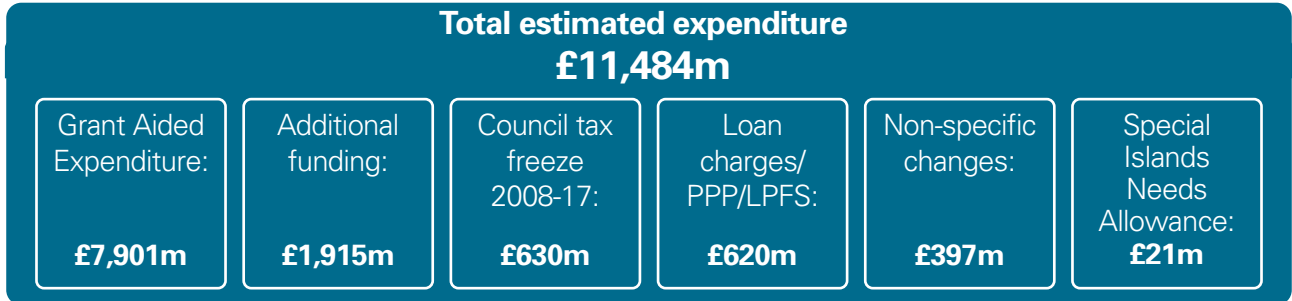 Total estimated expenditure
£11,484m
Grant Aided
Expenditure:
£7,901m
Additional
funding:
£1,915m
Council tax
freeze
2008-17:
£630m
Loan
charges/
PPP/LPFS:
£620m
Non-specific
changes:
£397m
Special
Islands
Needs
Allowance:
£21m